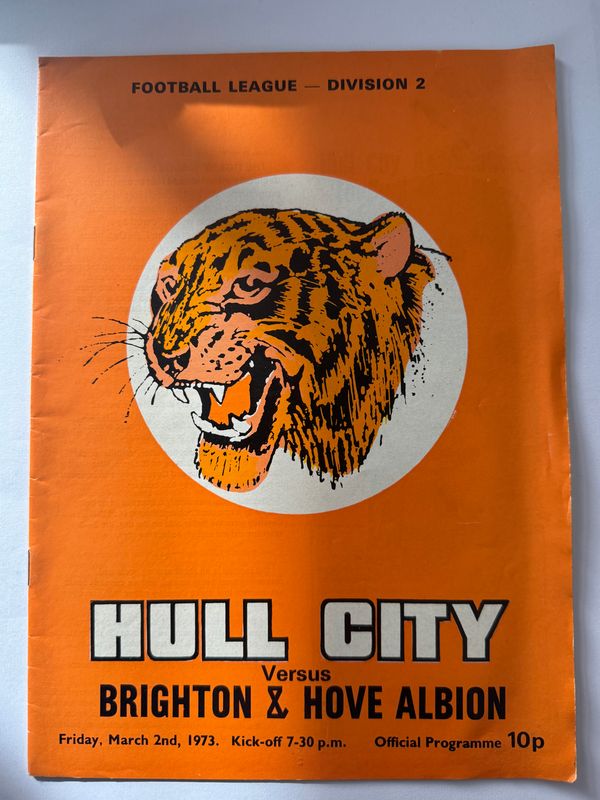 FOOTBALL LEAGUE — DIVISION 2
HULL CITY
Versus
BRIGHTON & HOVE ALBION
Friday, March 2nd, 1973. Kick-off 7-30 p.m. Official Programme 10p